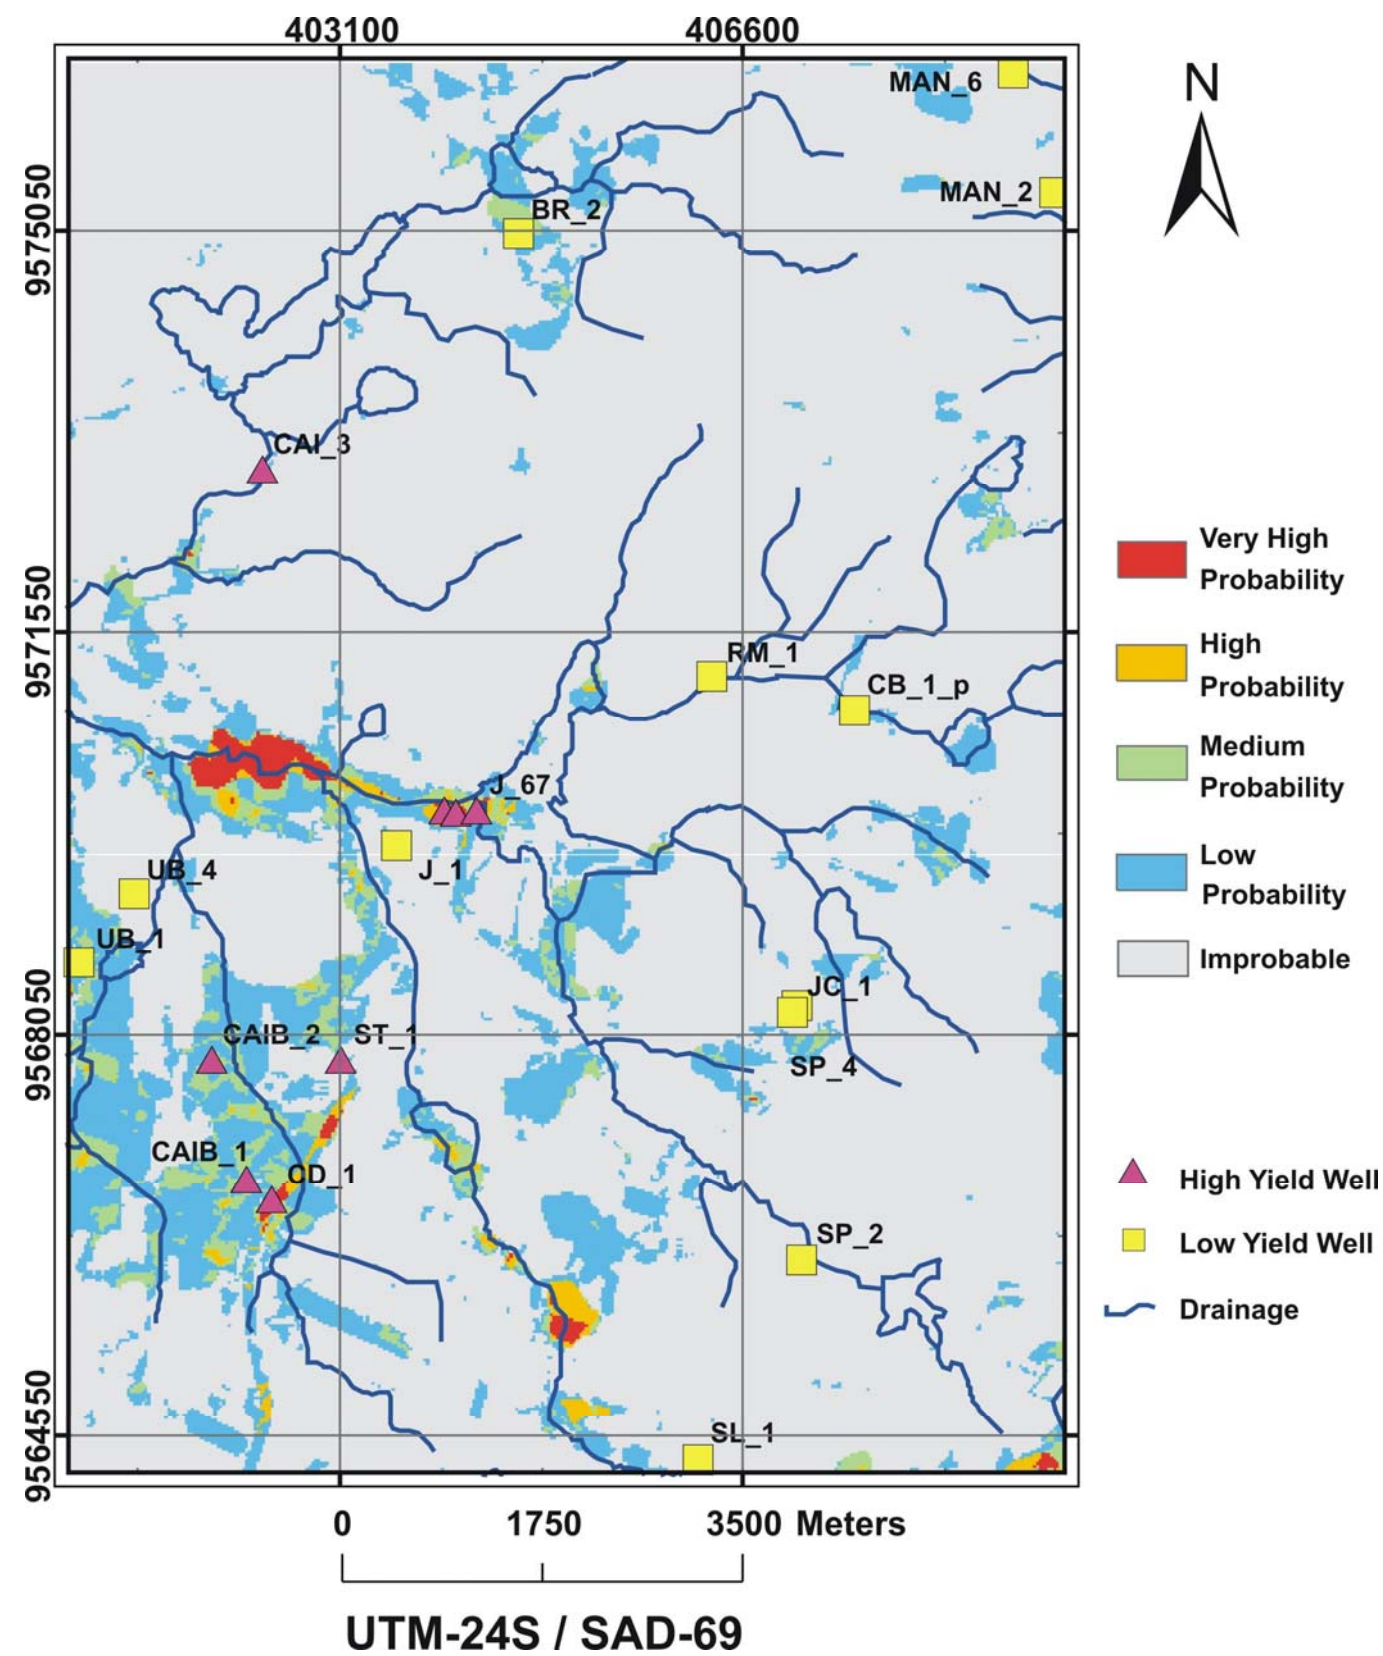 403100
406600
N
MAN_6
MAN_2
BR_2
9575050
CAI_3
9571550
RM_1
CB_1_p
J_67
J_1
UB_4
UB_1
JC_1
9568050
CAIB_2
ST_1
SP_4
CAIB_1
CD_1
SP_2
9564550
SL_1
Very High
Probability
High
Probability
Medium
Probability
Low
Probability
Improbable
High Yield Well
Low Yield Well
Drainage
0
1750
3500 Meters
UTM-24S / SAD-69